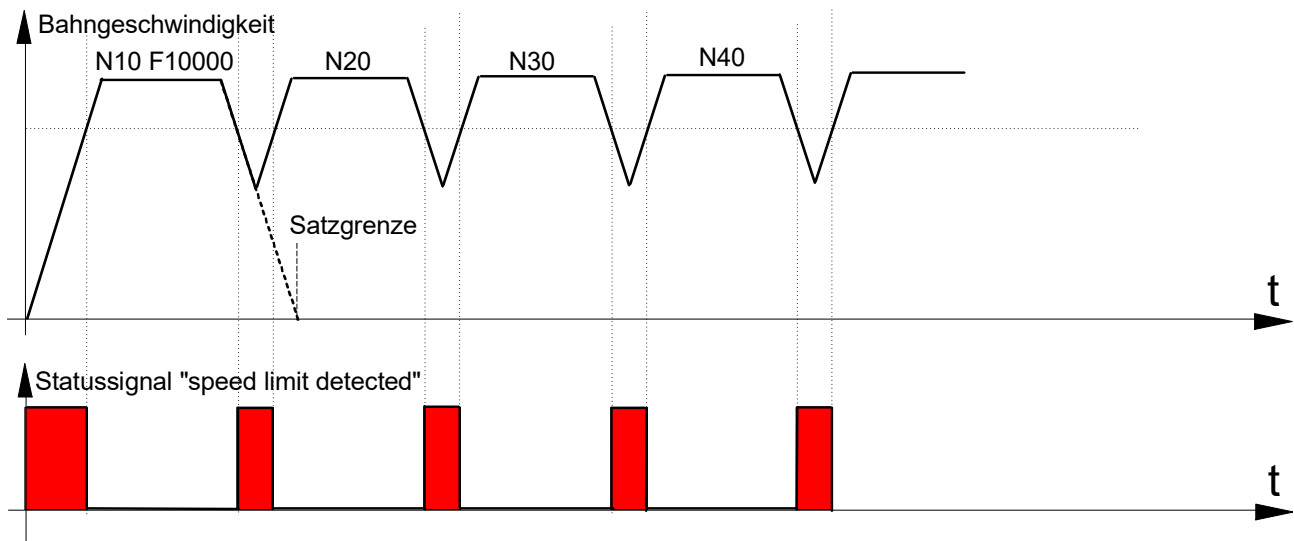 Bahngeschwindigkeit
N10 F10000
N20
N30
N40
Satzgrenze
t
Statussignal "speed limit detected"
t